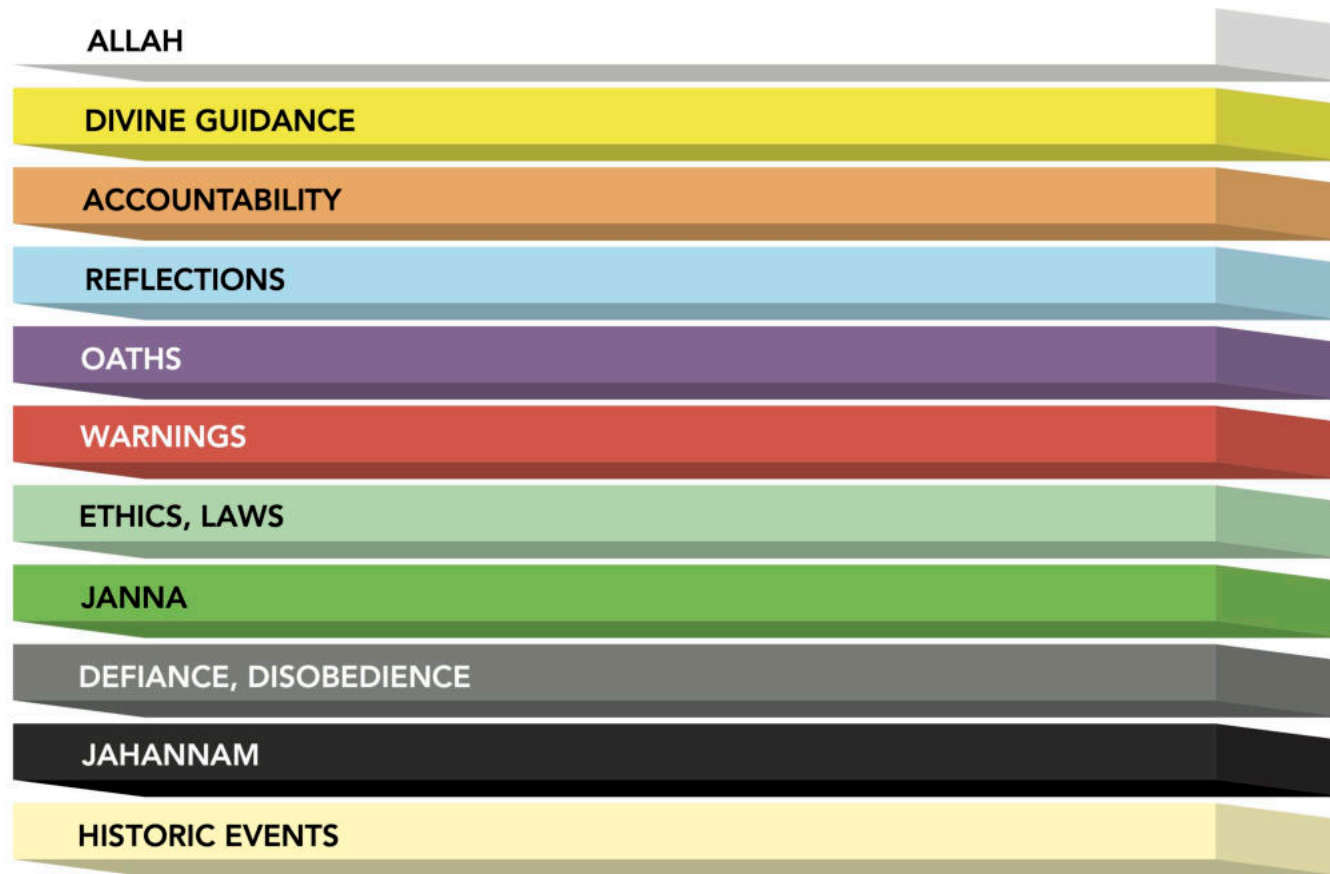 ALLAH
DIVINE GUIDANCE
ACCOUNTABILITY
REFLECTIONS
OATHS
WARNINGS
ETHICS, LAWS
JANNA
DEFIANCE, DISOBEDIENCE
JAHANNAM
HISTORIC EVENTS